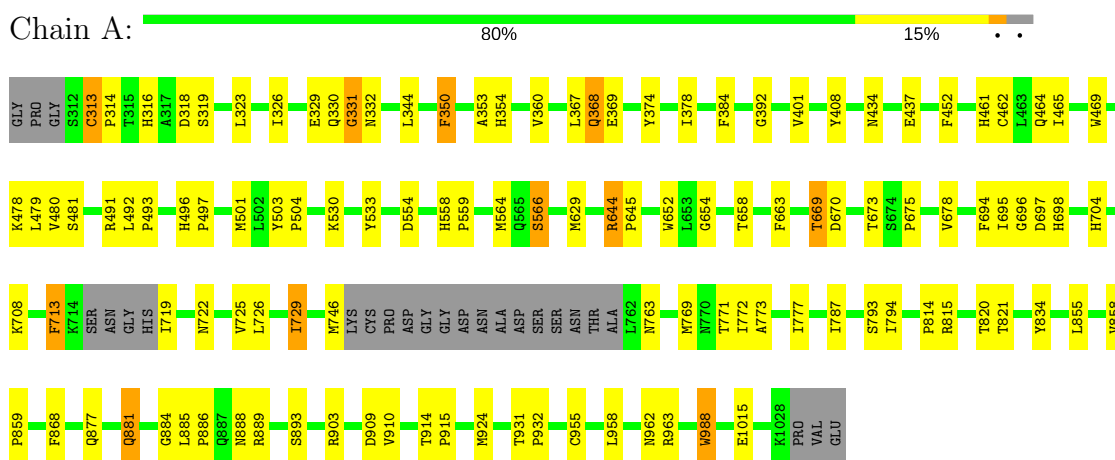 Chain A:
80% 15% • •
GLY PRO GLY S312 C313 P314 T315 H316 A317 D318 S319 L323 I326 E329 Q330 G331 N332 L344 F350 A353 H354 V360 L367 Q368 E369 Y374 I378 F384 G392 V401 Y408 N434 E437 F452 H461 C462 L463 Q464 I465 W469
K478 L479 V480 S481 R491 L492 P493 H496 P497 M501 L502 Y503 P504 K530 Y533 D554 H558 P559 M564 Q565 S566 M629 R644 P645 W652 L653 G654 T658 F663 T669 D670 T673 S674 P675 V678 F694 I695 G696 D697 H698 H704
K708 F713 K714 SER ASN GLY HIS I719 N722 V725 L726 I729 M746 LYS CYS PRO ASP GLY GLY ASP ASN ALA ASP SER SER ASN THR ALA L762 N763 M769 N770 T771 I772 A773 I777 I787 S793 I794 P814 R815 T820 T821 Y834 L855
P859 F868 Q877 Q881 G884 L885 P886 Q887 N888 R889 S893 R903 D909 V910 T914 P915 M924 T931 P932 C955 L958 N962 R963 W988 E1015 K1028 PRO VAL GLU